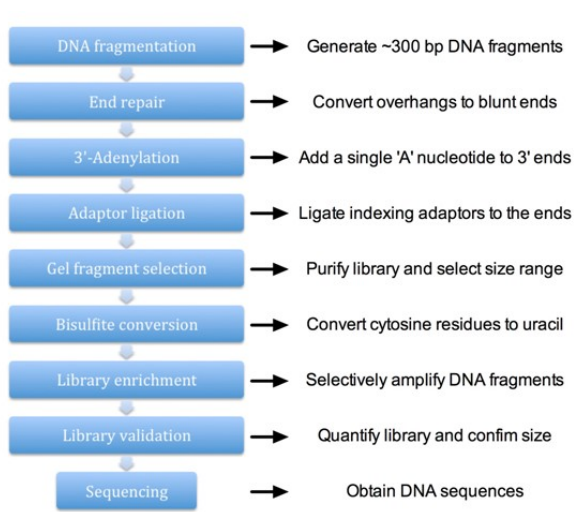 DNA fragmentation
Generate ~300 bp DNA fragments
End repair
Convert overhangs to blunt ends
3'-Adenylation
Add a single 'A' nucleotide to 3' ends
Adaptor ligation
Ligate indexing adaptors to the ends
Gel fragment selection
Purify library and select size range
Bisulfite conversion
Convert cytosine residues to uracil
Library enrichment
Selectively amplify DNA fragments
Library validation
Quantify library and confim size
Sequencing
Obtain DNA sequences